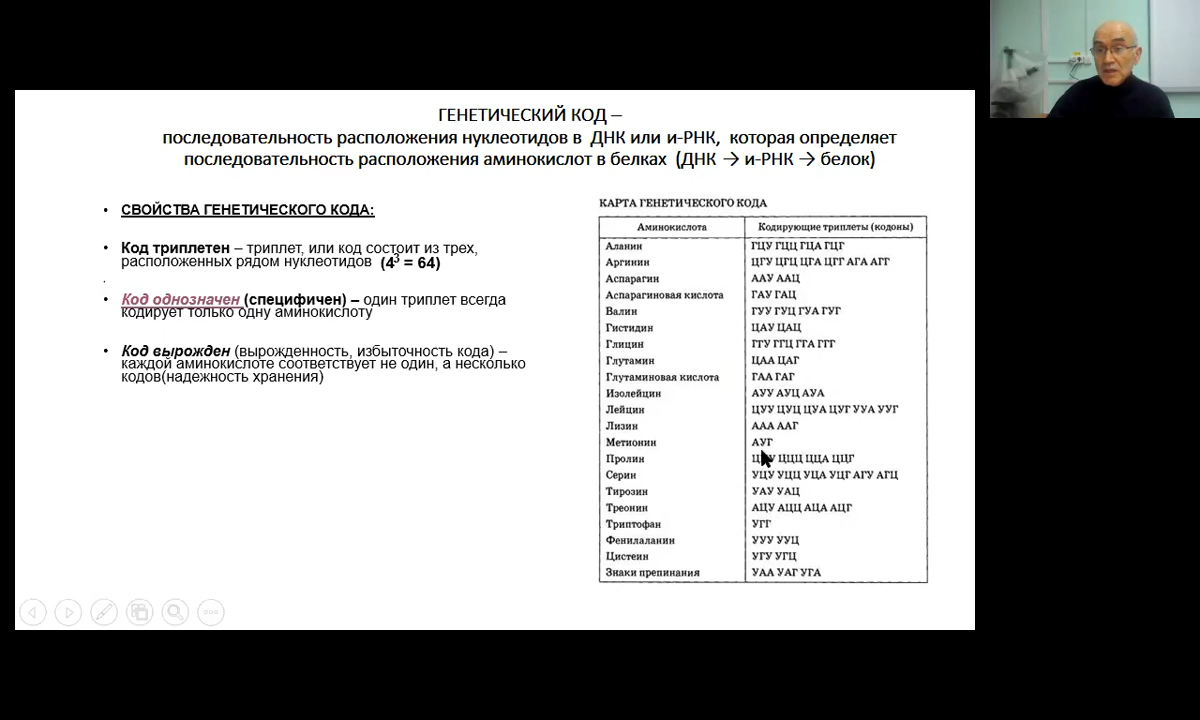 ГЕНЕТИЧЕСКИЙ КОД –
последовательность расположения нуклеотидов в ДНК или и-РНК, которая определяет
последовательность расположения аминокислот в белках (ДНК → и-РНК → белок)
• СВОЙСТВА ГЕНЕТИЧЕСКОГО КОДА:
• Код триплетен – триплет, или код состоит из трех,
расположенных рядом нуклеотидов (4³ = 64)
• Код однозначен (специфичен) – один триплет всегда
кодирует только одну аминокислоту
• Код вырожден (вырожденность, избыточность кода) –
каждой аминокислоте соответствует не один, а несколько
кодов(надежность хранения)
КАРТА ГЕНЕТИЧЕСКОГО КОДА
Аминокислота Кодирующие триплеты (кодоны)
Аланин ГЦУ ГЦЦ ГЦА ГЦГ
Аргинин ЦГУ ЦГЦ ЦГА ЦГГ АГА АГГ
Аспарагин ААУ ААЦ
Аспарагиновая кислота ГАУ ГАЦ
Валин ГУУ ГУЦ ГУА ГУГ
Гистидин ЦАУ ЦАЦ
Глицин ГГУ ГГЦ ГГА ГГГ
Глутамин ЦАА ЦАГ
Глутаминовая кислота ГАА ГАГ
Изолейцин АУУ АУЦ АУА
Лейцин ЦУУ ЦУЦ ЦУА ЦУГ УУА УУГ
Лизин ААА ААГ
Метионин АУГ
Пролин ЦЦЦ ЦЦА ЦЦГ
Серин УЦУ УЦЦ УЦА УЦГ АГУ АГЦ
Тирозин УАУ УАЦ
Треонин АЦУ АЦЦ АЦА АЦГ
Триптофан УГГ
Фенилаланин УУУ УУЦ
Цистеин УГУ УГЦ
Знаки препинания УАА УАГ УГА